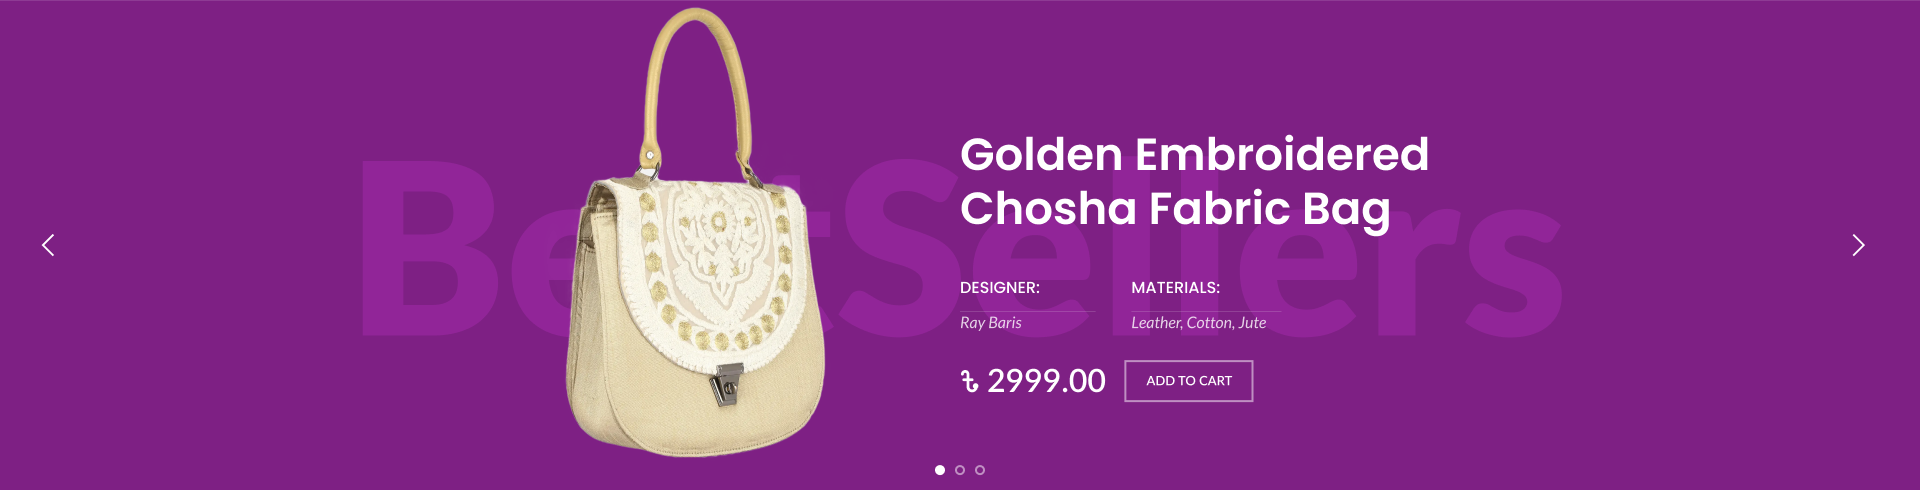 BestSellers
Golden Embroidered
Chosha Fabric Bag
DESIGNER:
Ray Baris
MATERIALS:
Leather, Cotton, Jute
৳ 2999.00
ADD TO CART